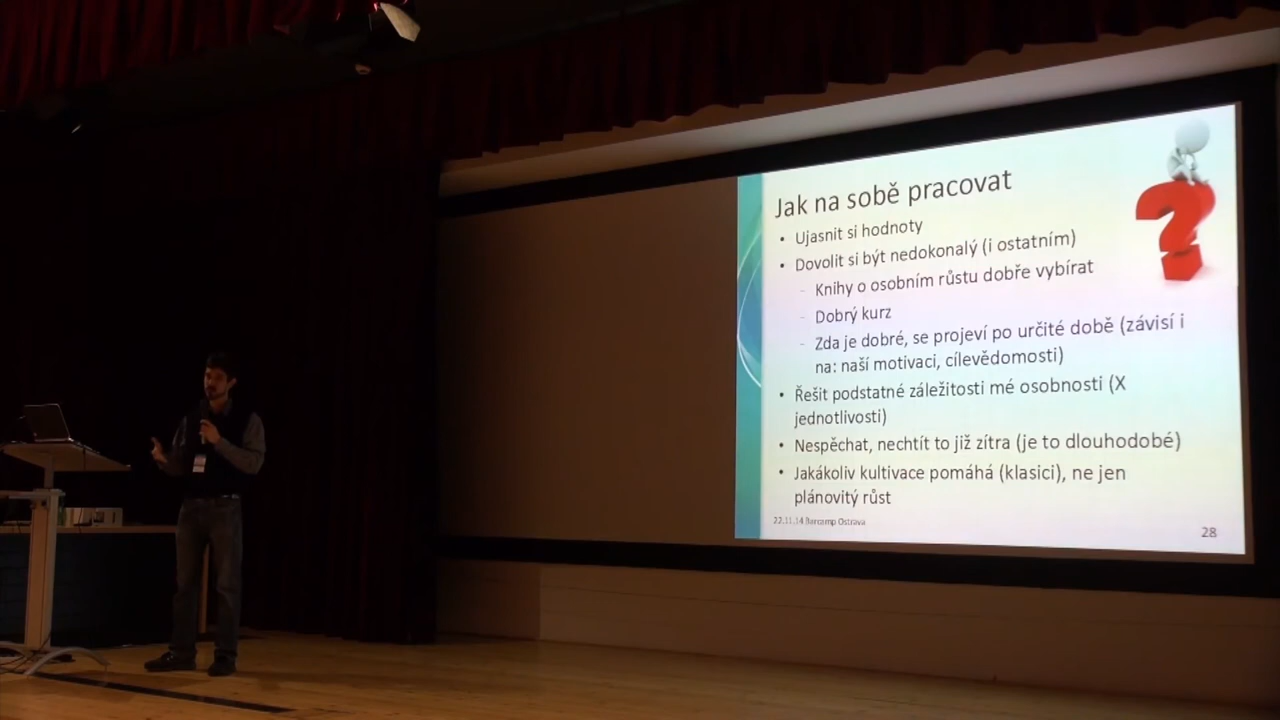 Jak na sobě pracovat
• Ujasnit si hodnoty
• Dovolit si být nedokonalý (i ostatním)
- Knihy o osobním růstu dobře vybírat
- Dobrý kurz
- Zda je dobré, se projeví po určité době (závisí i
na: naší motivaci, cílevědomosti)
• Řešit podstatné záležitosti mé osobnosti (X
jednotlivosti)
• Nespěchat, nechtít to již zítra (je to dlouhodobé)
• Jakákoliv kultivace pomáhá (klasici), ne jen
plánovitý růst
22.11.14 Barcamp Ostrava
28